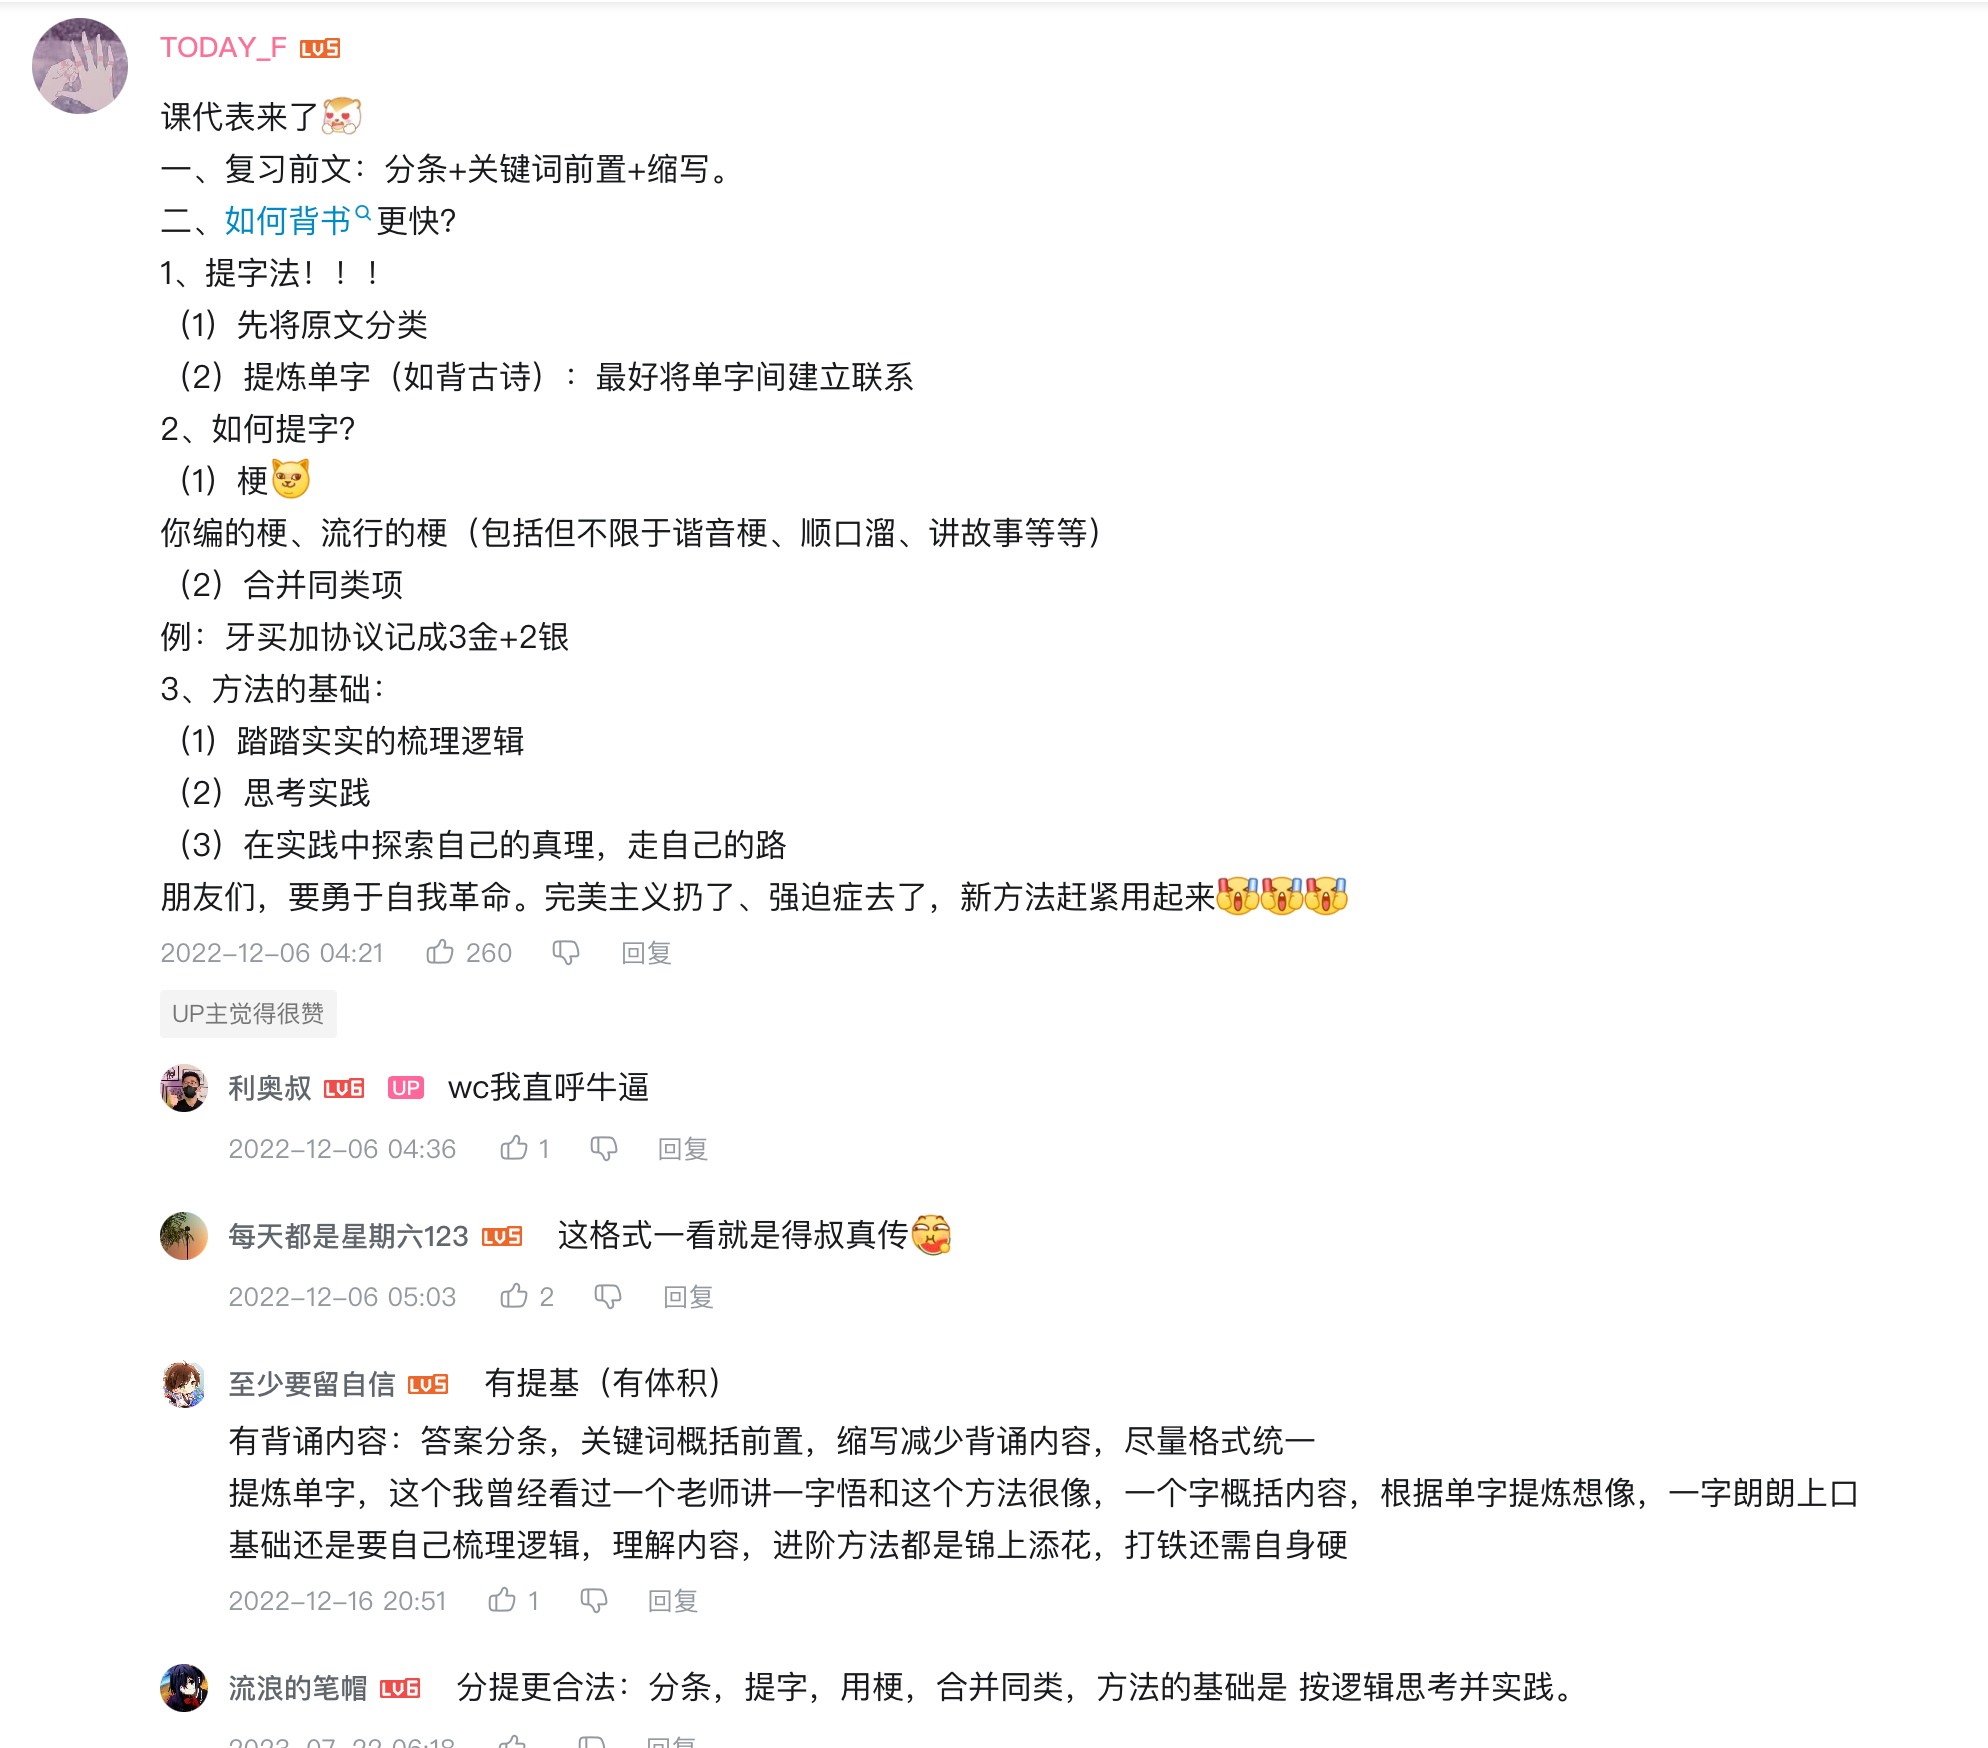 TODAY_F LV5
课代表来了
一、复习前文：分条+关键词前置+缩写。
二、如何背书更快？
1、提字法！！！
（1）先将原文分类
（2）提炼单字（如背古诗）：最好将单字间建立联系
2、如何提字？
（1）梗
你编的梗、流行的梗（包括但不限于谐音梗、顺口溜、讲故事等等）
（2）合并同类项
例：牙买加协议记成3金+2银
3、方法的基础：
（1）踏踏实实的梳理逻辑
（2）思考实践
（3）在实践中探索自己的真理，走自己的路
朋友们，要勇于自我革命。完美主义扔了、强迫症去了，新方法赶紧用起来
2022-12-06 04:21 260 回复
UP主觉得很赞
利奥叔 LV6 UP wc我直呼牛逼
2022-12-06 04:36 1 回复
每天都是星期六123 LV5 这格式一看就是得叔真传
2022-12-06 05:03 2 回复
至少要留自信 LV5 有提基（有体积）
有背诵内容：答案分条，关键词概括前置，缩写减少背诵内容，尽量格式统一
提炼单字，这个我曾经看过一个老师讲一字悟和这个方法很像，一个字概括内容，根据单字提炼想像，一字朗朗上口
基础还是要自己梳理逻辑，理解内容，进阶方法都是锦上添花，打铁还需自身硬
2022-12-16 20:51 1 回复
流浪的笔帽 LV6 分提更合法：分条，提字，用梗，合并同类，方法的基础是 按逻辑思考并实践。
2023-07-22 06:18 回复